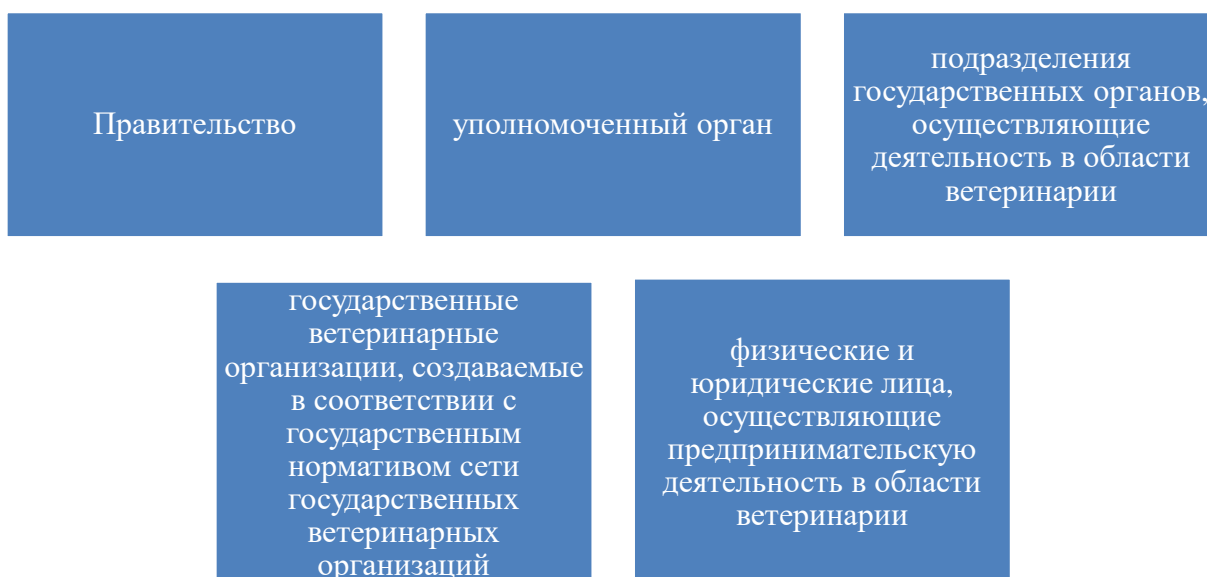 Правительство
уполномоченный орган
подразделения
государственных органов,
осуществляющие
деятельность в области
ветеринарии
государственные
ветеринарные
организации, создаваемые
в соответствии с
государственным
нормативом сети
государственных
ветеринарных
организаций
физические и
юридические лица,
осуществляющие
предпринимательскую
деятельность в области
ветеринарии